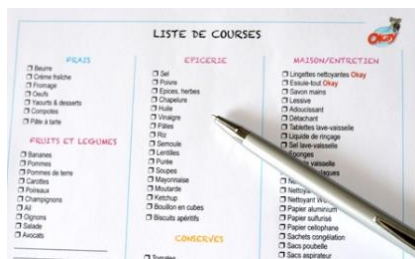 LISTE DE COURSES
Okay
FRAIS
Beurre
Crème fraîche
Fromage
Oeufs
Yaourts & desserts
Compotes
Pâte à tarte
FRUITS ET LEGUMES
Bananes
Pommes
Pommes de terre
Carottes
Poireaux
Champignons
Ail
Oignons
Salade
Avocats
EPICERIE
Sel
Poivre
Epices, herbes
Chapelure
Huile
Vinaigre
Pâtes
Riz
Semoule
Lentilles
Purée
Soupes
Mayonnaise
Moutarde
Ketchup
Bouillon en cubes
Biscuits apéritifs
CONSERVES
Tomates
MAISON/ENTRETIEN
Lingettes nettoyantes Okay
Essuie-tout Okay
Savon mains
Lessive
Adoucissant
Détachant
Tablettes lave-vaisselle
Liquide de rinçage
Sel lave-vaisselle
Eponges
vaisselle
Nettoyant W
Papier aluminium
Papier sulfurisé
Papier cellophane
Sachets congélation
Sacs poubelle
Sacs aspirateur